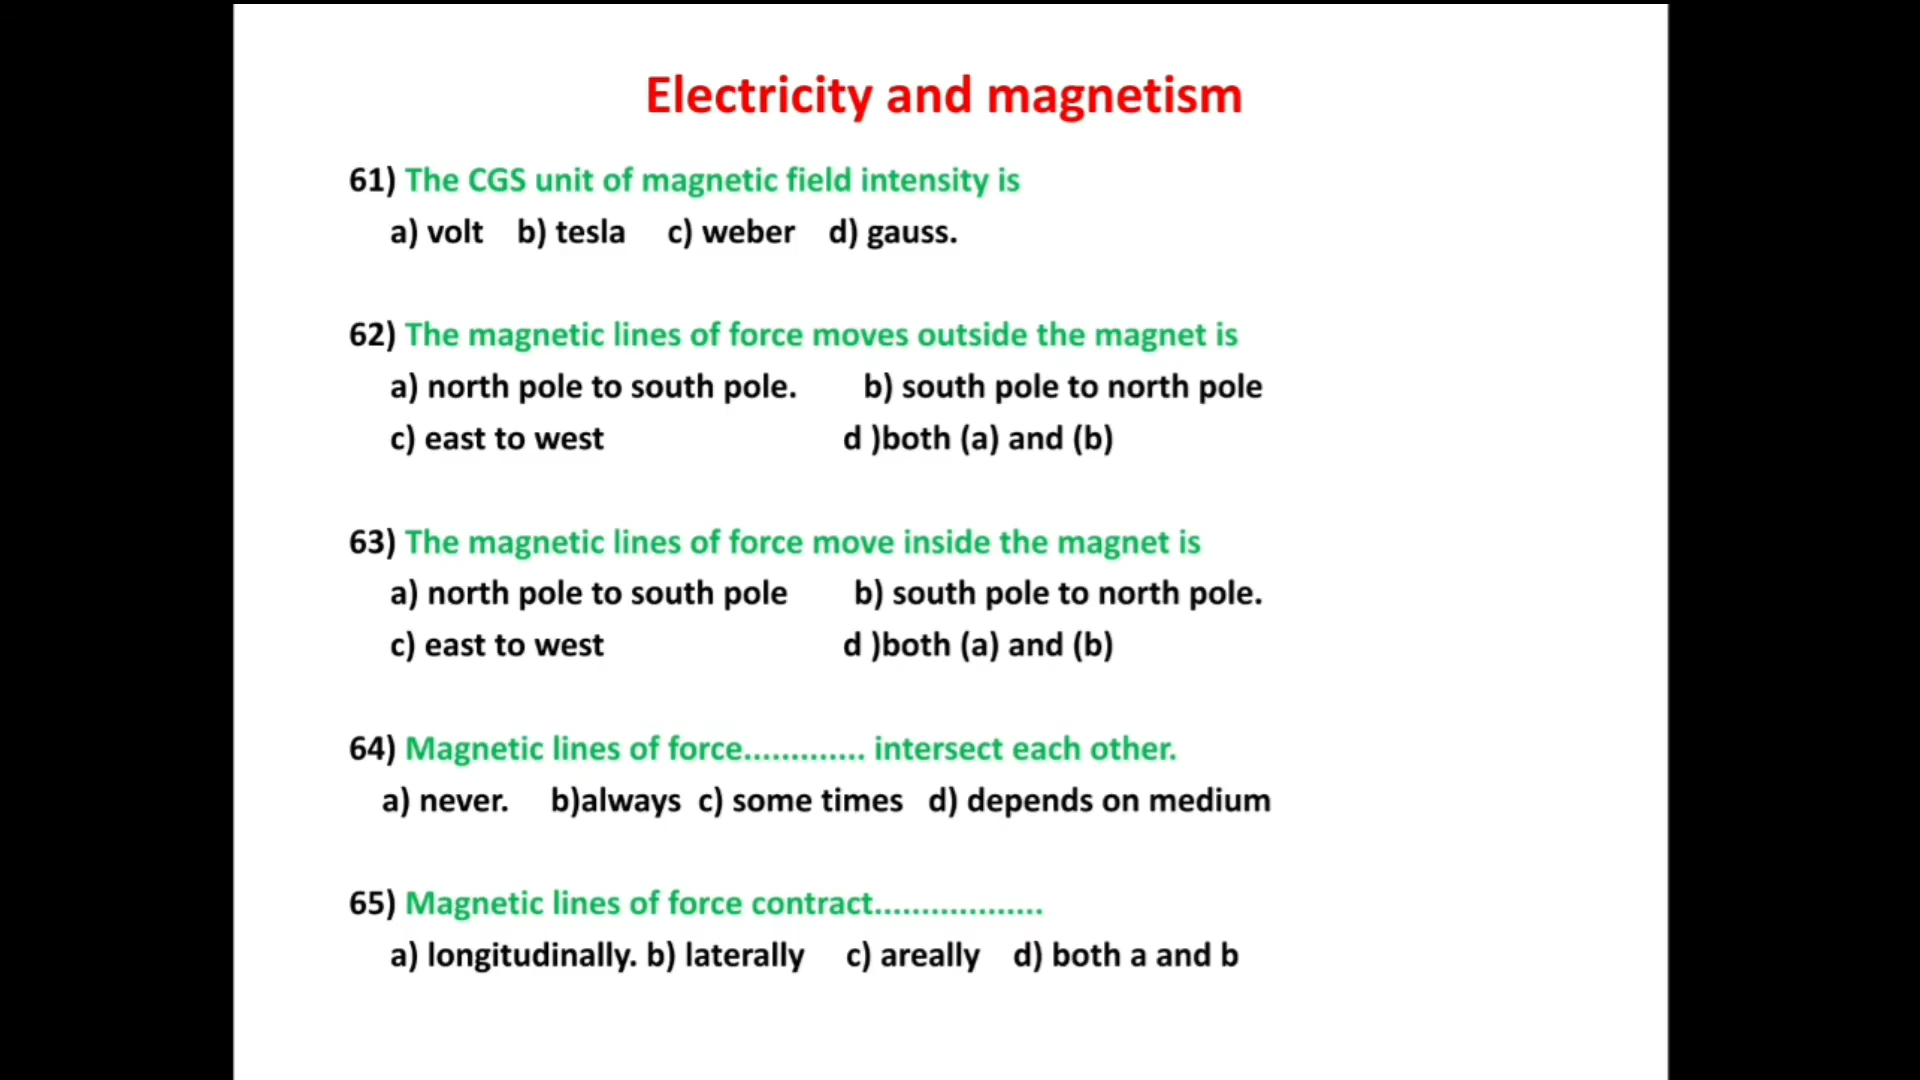 Electricity and magnetism
61) The CGS unit of magnetic field intensity is
a) volt b) tesla c) weber d) gauss.
62) The magnetic lines of force moves outside the magnet is
a) north pole to south pole. b) south pole to north pole
c) east to west d )both (a) and (b)
63) The magnetic lines of force move inside the magnet is
a) north pole to south pole b) south pole to north pole.
c) east to west d )both (a) and (b)
64) Magnetic lines of force............. intersect each other.
a) never. b)always c) some times d) depends on medium
65) Magnetic lines of force contract..................
a) longitudinally. b) laterally c) areally d) both a and b